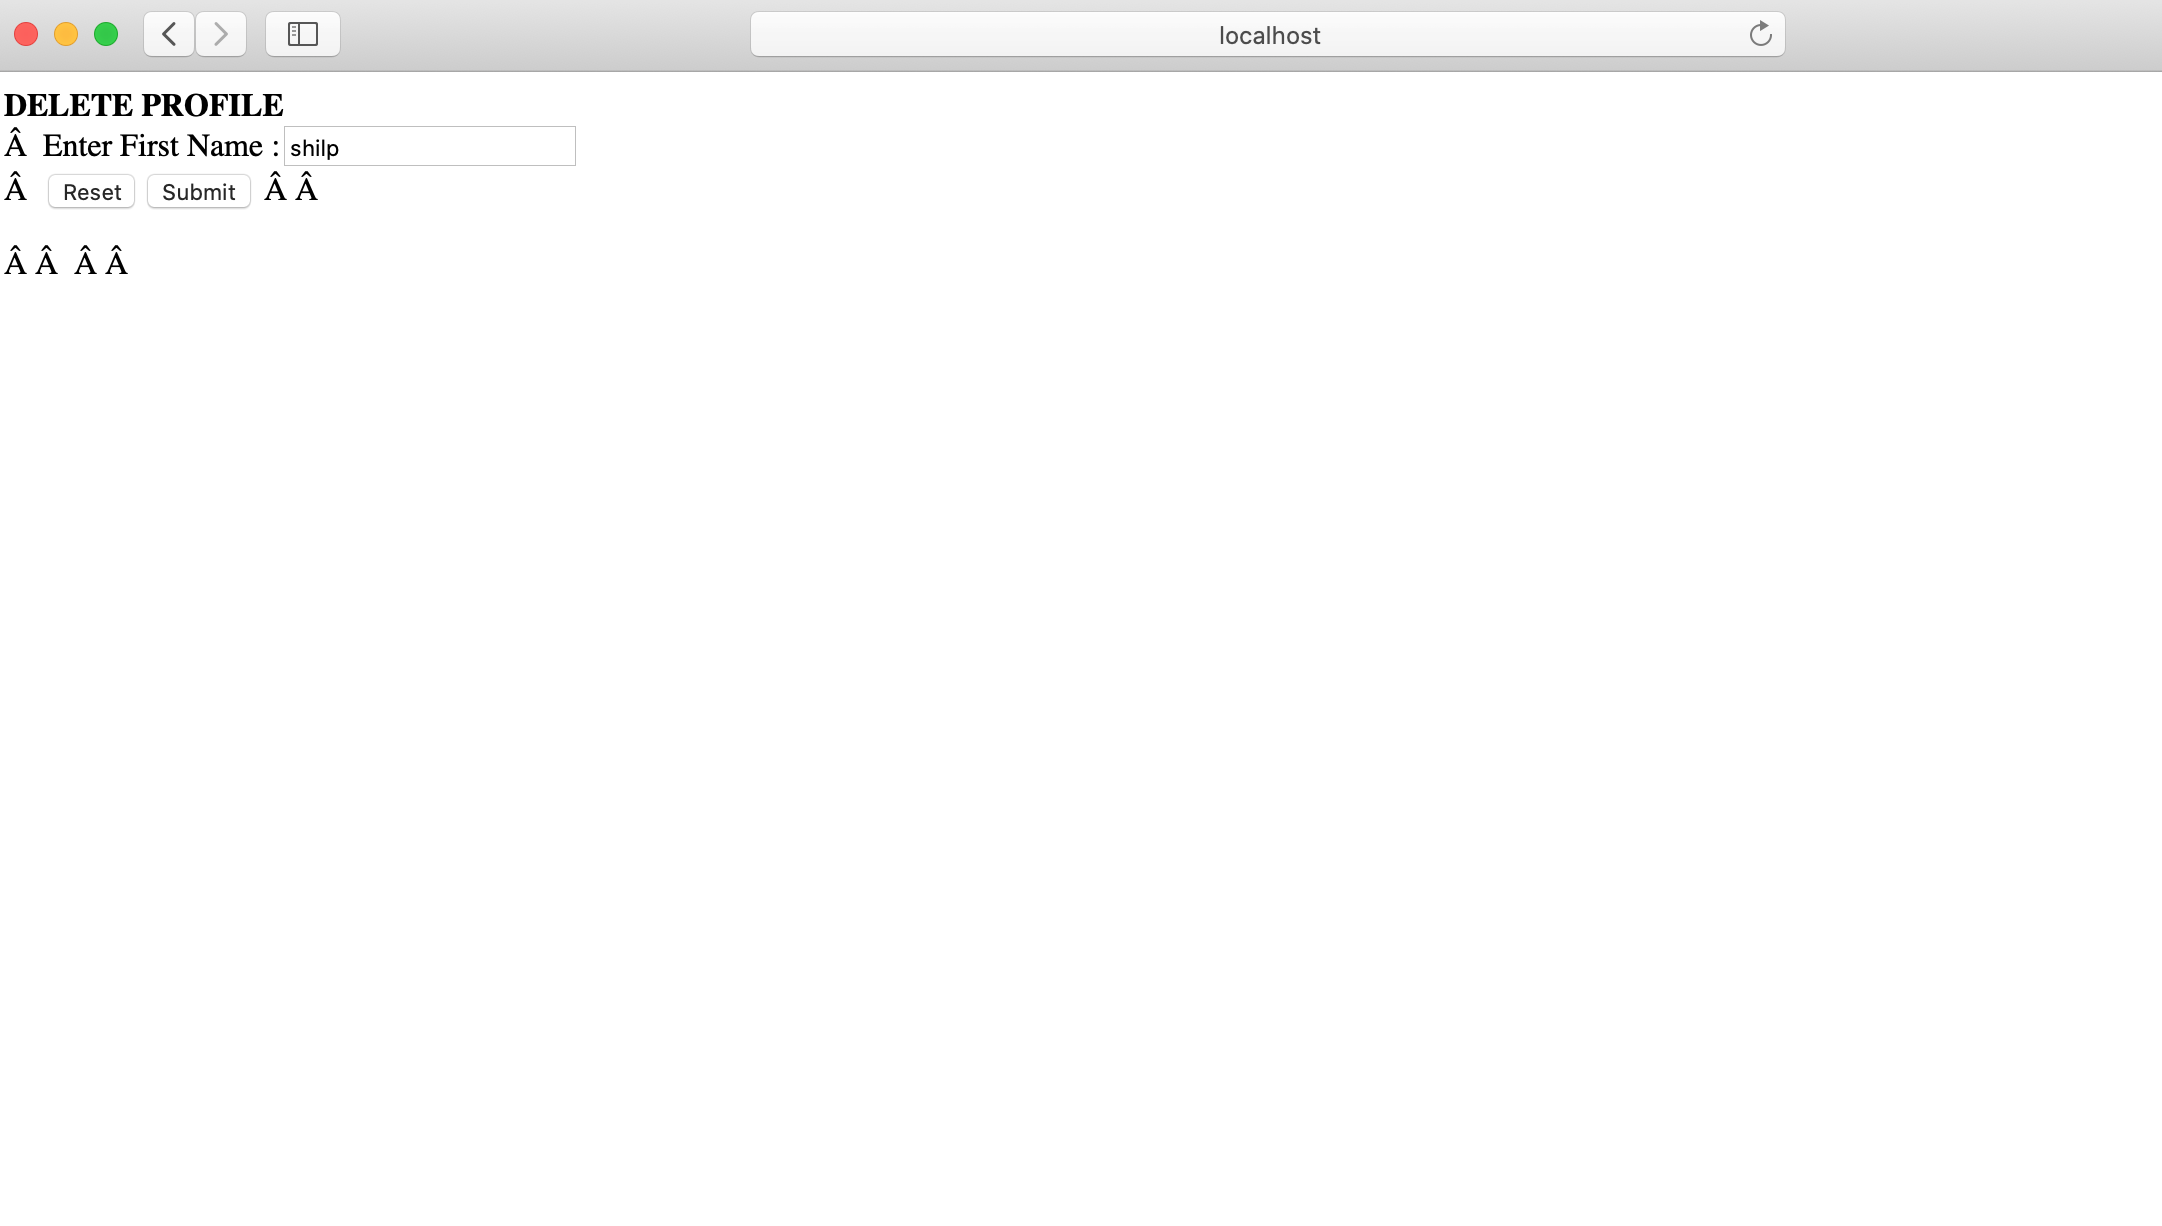 localhost
DELETE PROFILE
Â  Enter First Name : shilp
Â  Reset Submit Â Â
Â Â  Â Â